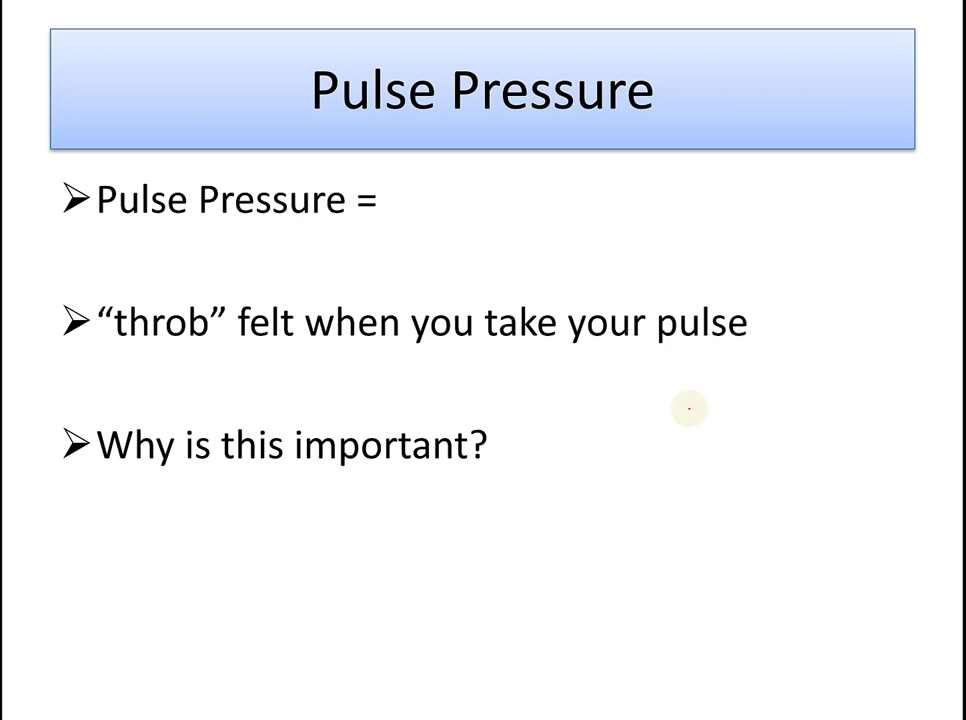 Pulse Pressure
Pulse Pressure =
“throb” felt when you take your pulse
Why is this important?